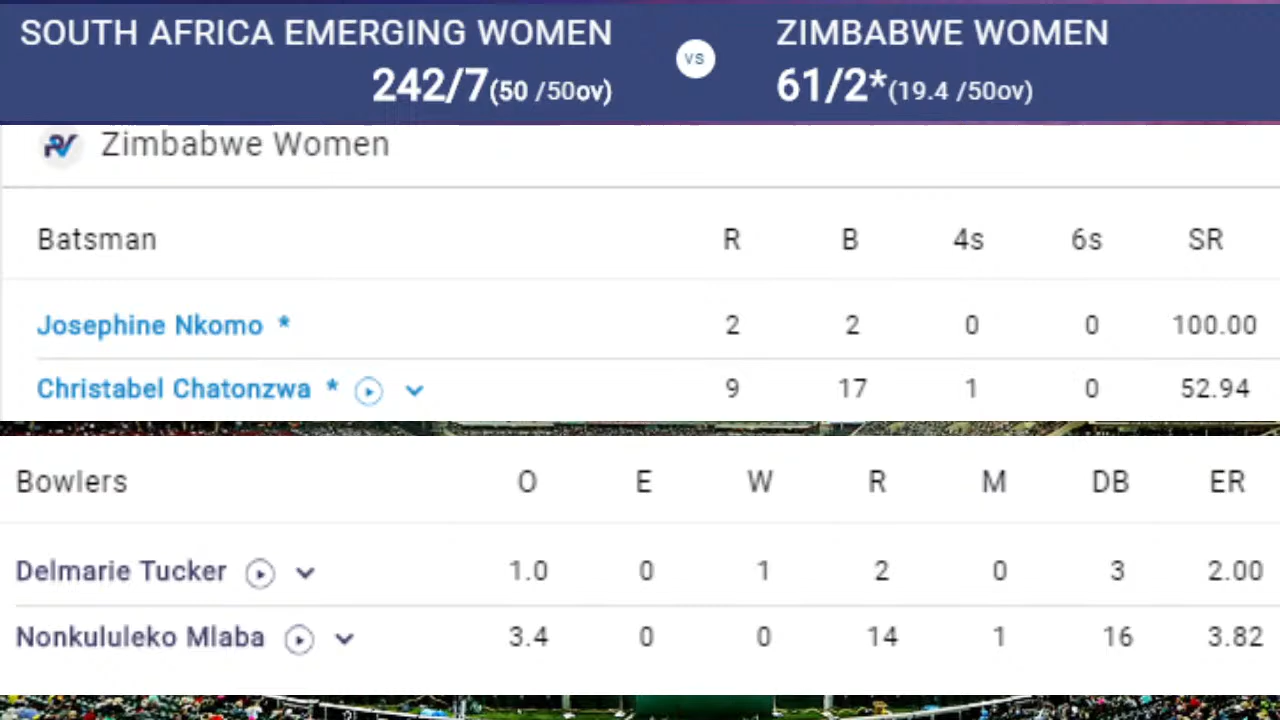 SOUTH AFRICA EMERGING WOMEN vs ZIMBABWE WOMEN
242/7(50 /50ov) 61/2*(19.4 /50ov)
Zimbabwe Women
Batsman R B 4s 6s SR
Josephine Nkomo * 2 2 0 0 100.00
Christabel Chatonzwa * 9 17 1 0 52.94
Bowlers O E W R M DB ER
Delmarie Tucker 1.0 0 1 2 0 3 2.00
Nonkululeko Mlaba 3.4 0 0 14 1 16 3.82